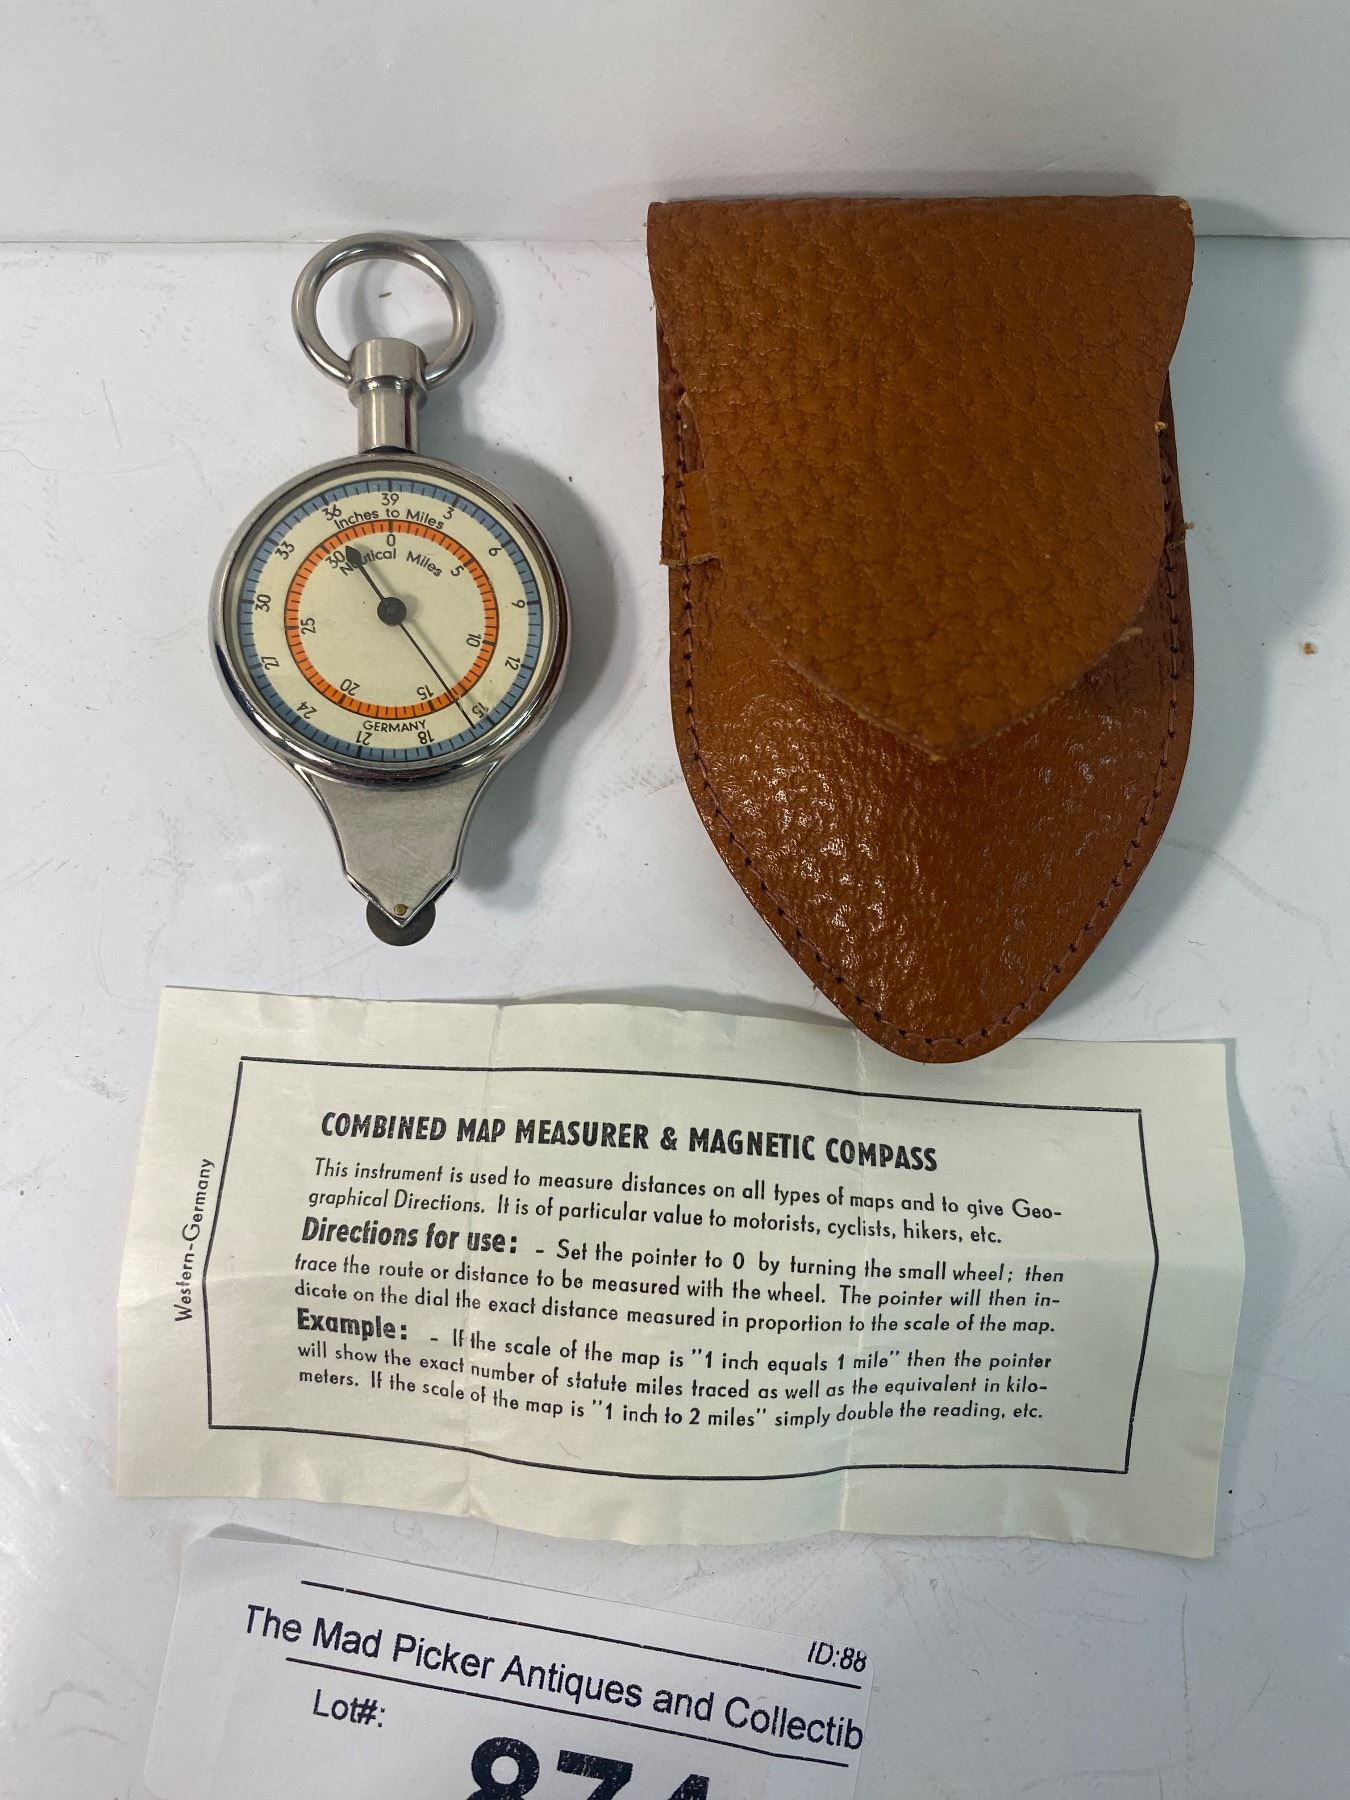 39
3
6
9
12
15
18
21
24
27
30
33
36
Inches to Miles
0
5
10
15
20
25
30
Nautical Miles
GERMANY
Western-Germany
COMBINED MAP MEASURER & MAGNETIC COMPASS
This instrument is used to measure distances on all types of maps and to give Geo-
graphical Directions. It is of particular value to motorists, cyclists, hikers, etc.
Directions for use: - Set the pointer to 0 by turning the small wheel; then
trace the route or distance to be measured with the wheel. The pointer will then in-
dicate on the dial the exact distance measured in proportion to the scale of the map.
Example: - If the scale of the map is "1 inch equals 1 mile" then the pointer
will show the exact number of statute miles traced as well as the equivalent in kilo-
meters. If the scale of the map is "1 inch to 2 miles" simply double the reading, etc.
ID:88
The Mad Picker Antiques and Collectib
Lot#:
874